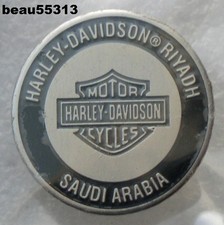 beau55313
HARLEY-DAVIDSON® RIYADH
MOTOR
HARLEY-DAVIDSON
CYCLES
SAUDI ARABIA